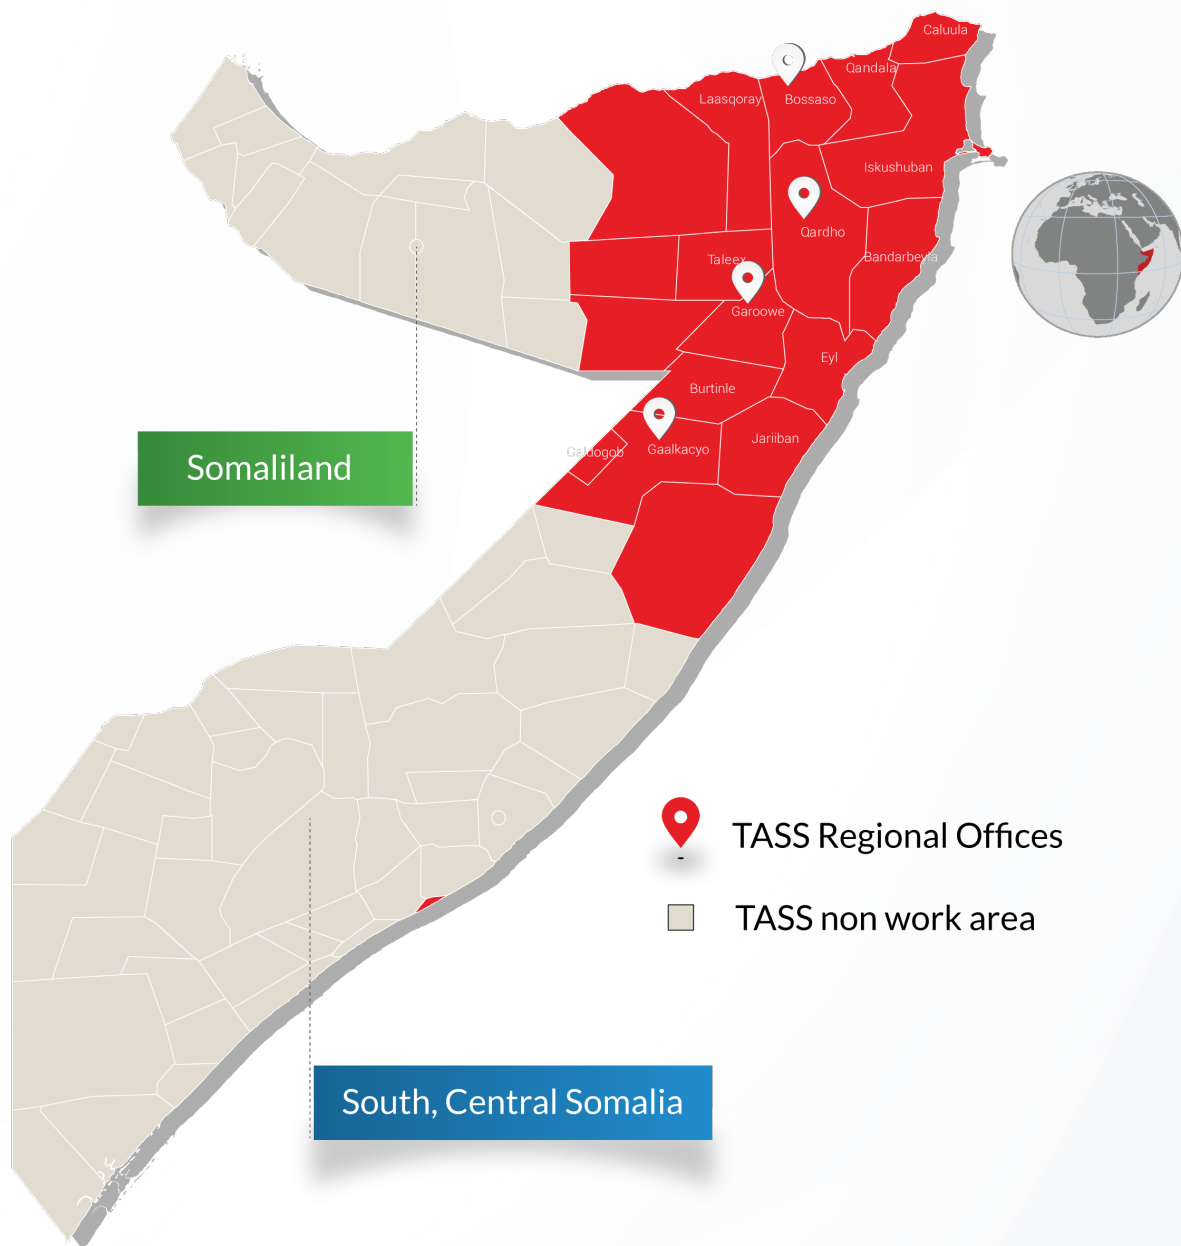 Caluula
Qandala
Laasqoray
Bossaso
Iskushuban
Qardho
Taleex
Bandarbeyla
Garoowe
Eyl
Burtinle
Jariiban
Galdogob
Gaalkacyo
Somaliland
TASS Regional Offices
TASS non work area
South, Central Somalia